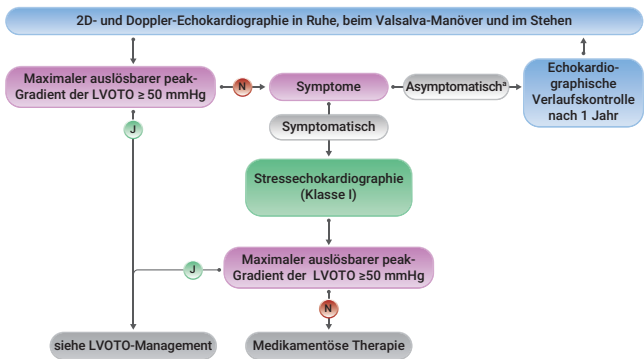 2D- und Doppler-Echokardiographie in Ruhe, beim Valsalva-Manöver und im Stehen
Maximaler auslösbarer peak-
Gradient der LVOTO ≥ 50 mmHg
N
Symptome
Asymptomatischᵃ
Echokardio-
graphische
Verlaufskontrolle
nach 1 Jahr
J
Symptomatisch
Stressechokardiographie
(Klasse I)
Maximaler auslösbarer peak-
Gradient der LVOTO ≥50 mmHg
J
N
siehe LVOTO-Management
Medikamentöse Therapie